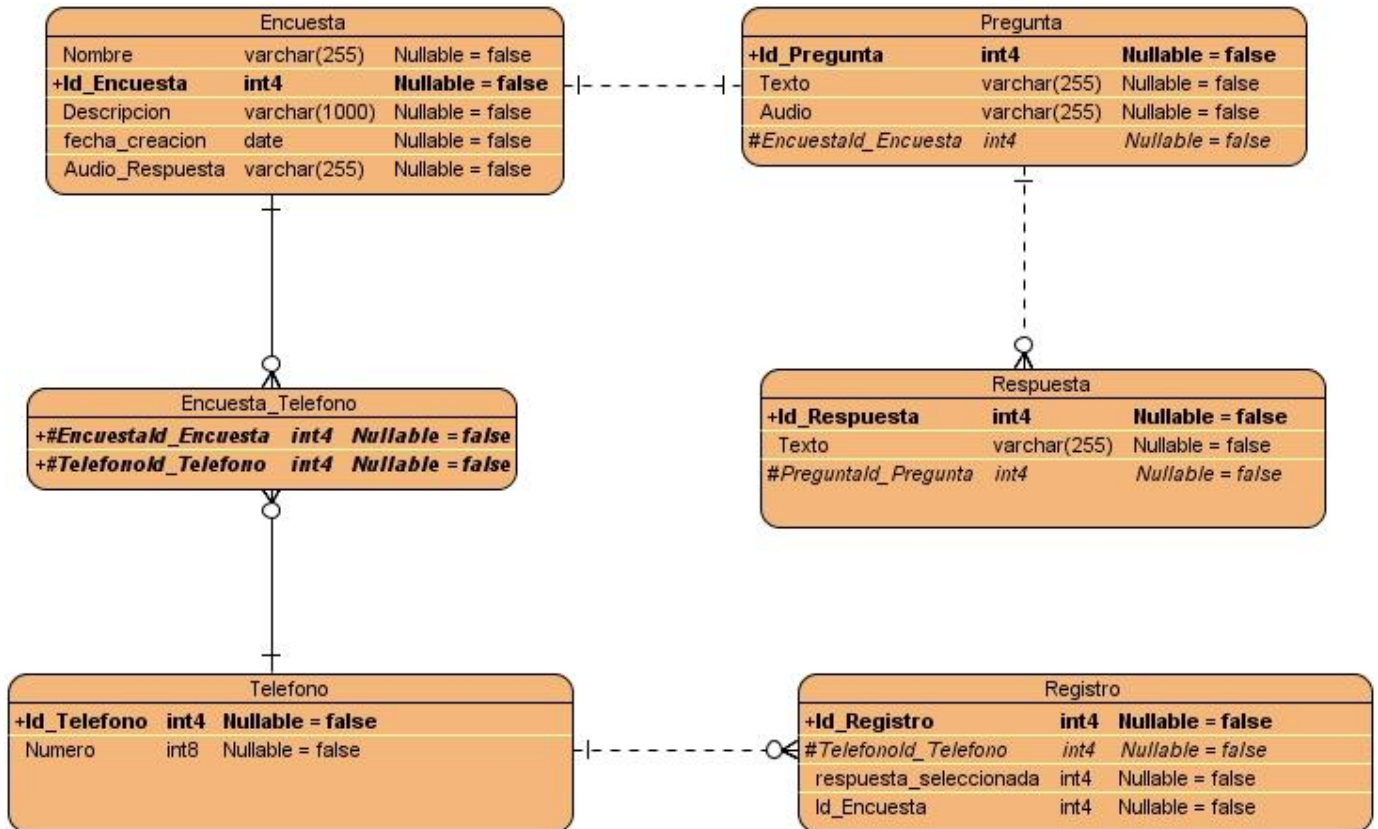 Encuesta
Nombre varchar(255) Nullable = false
+Id_Encuesta int4 Nullable = false
Descripcion varchar(1000) Nullable = false
fecha_creacion date Nullable = false
Audio_Respuesta varchar(255) Nullable = false
Pregunta
+Id_Pregunta int4 Nullable = false
Texto varchar(255) Nullable = false
Audio varchar(255) Nullable = false
#EncuestaId_Encuesta int4 Nullable = false
Encuesta_Telefono
+#EncuestaId_Encuesta int4 Nullable = false
+#TelefonoId_Telefono int4 Nullable = false
Respuesta
+Id_Respuesta int4 Nullable = false
Texto varchar(255) Nullable = false
#PreguntaId_Pregunta int4 Nullable = false
Telefono
+Id_Telefono int4 Nullable = false
Numero int8 Nullable = false
Registro
+Id_Registro int4 Nullable = false
#TelefonoId_Telefono int4 Nullable = false
respuesta_seleccionada int4 Nullable = false
Id_Encuesta int4 Nullable = false